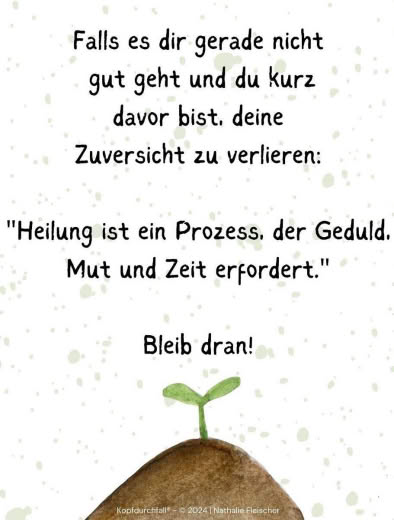 Falls es dir gerade nicht
gut geht und du kurz
davor bist, deine
Zuversicht zu verlieren:
"Heilung ist ein Prozess, der Geduld,
Mut und Zeit erfordert."
Bleib dran!
Kopfdurchfall® - © 2024 | Nathalie Fleischer